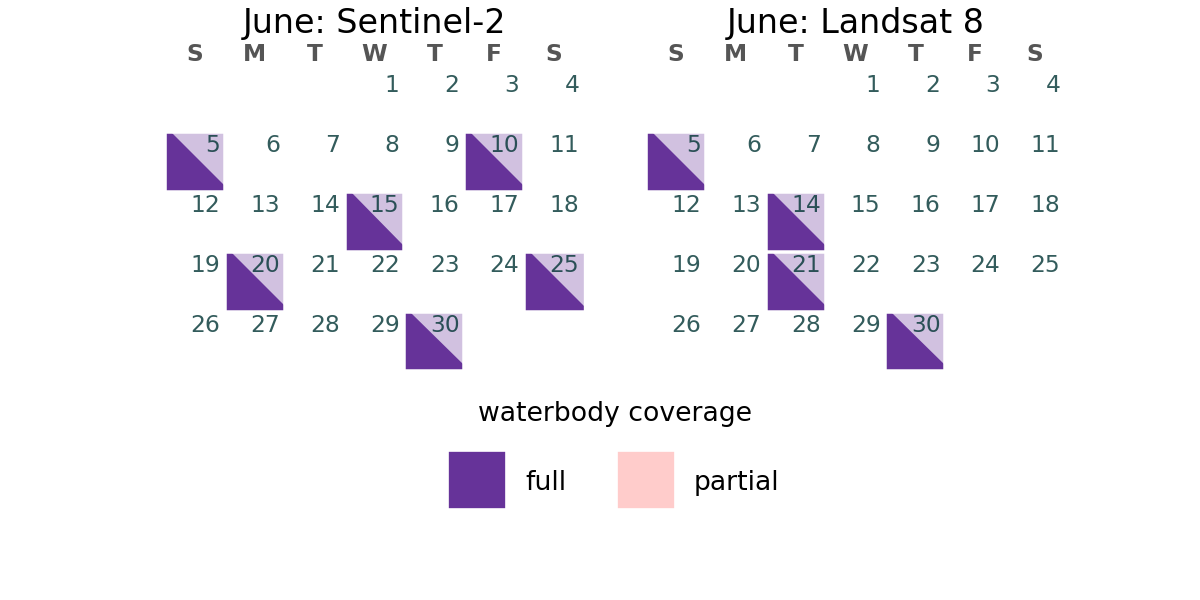 June: Sentinel-2
S M T W T F S
1 2 3 4
5 6 7 8 9 10 11
12 13 14 15 16 17 18
19 20 21 22 23 24 25
26 27 28 29 30
June: Landsat 8
S M T W T F S
1 2 3 4
5 6 7 8 9 10 11
12 13 14 15 16 17 18
19 20 21 22 23 24 25
26 27 28 29 30
waterbody coverage
full partial